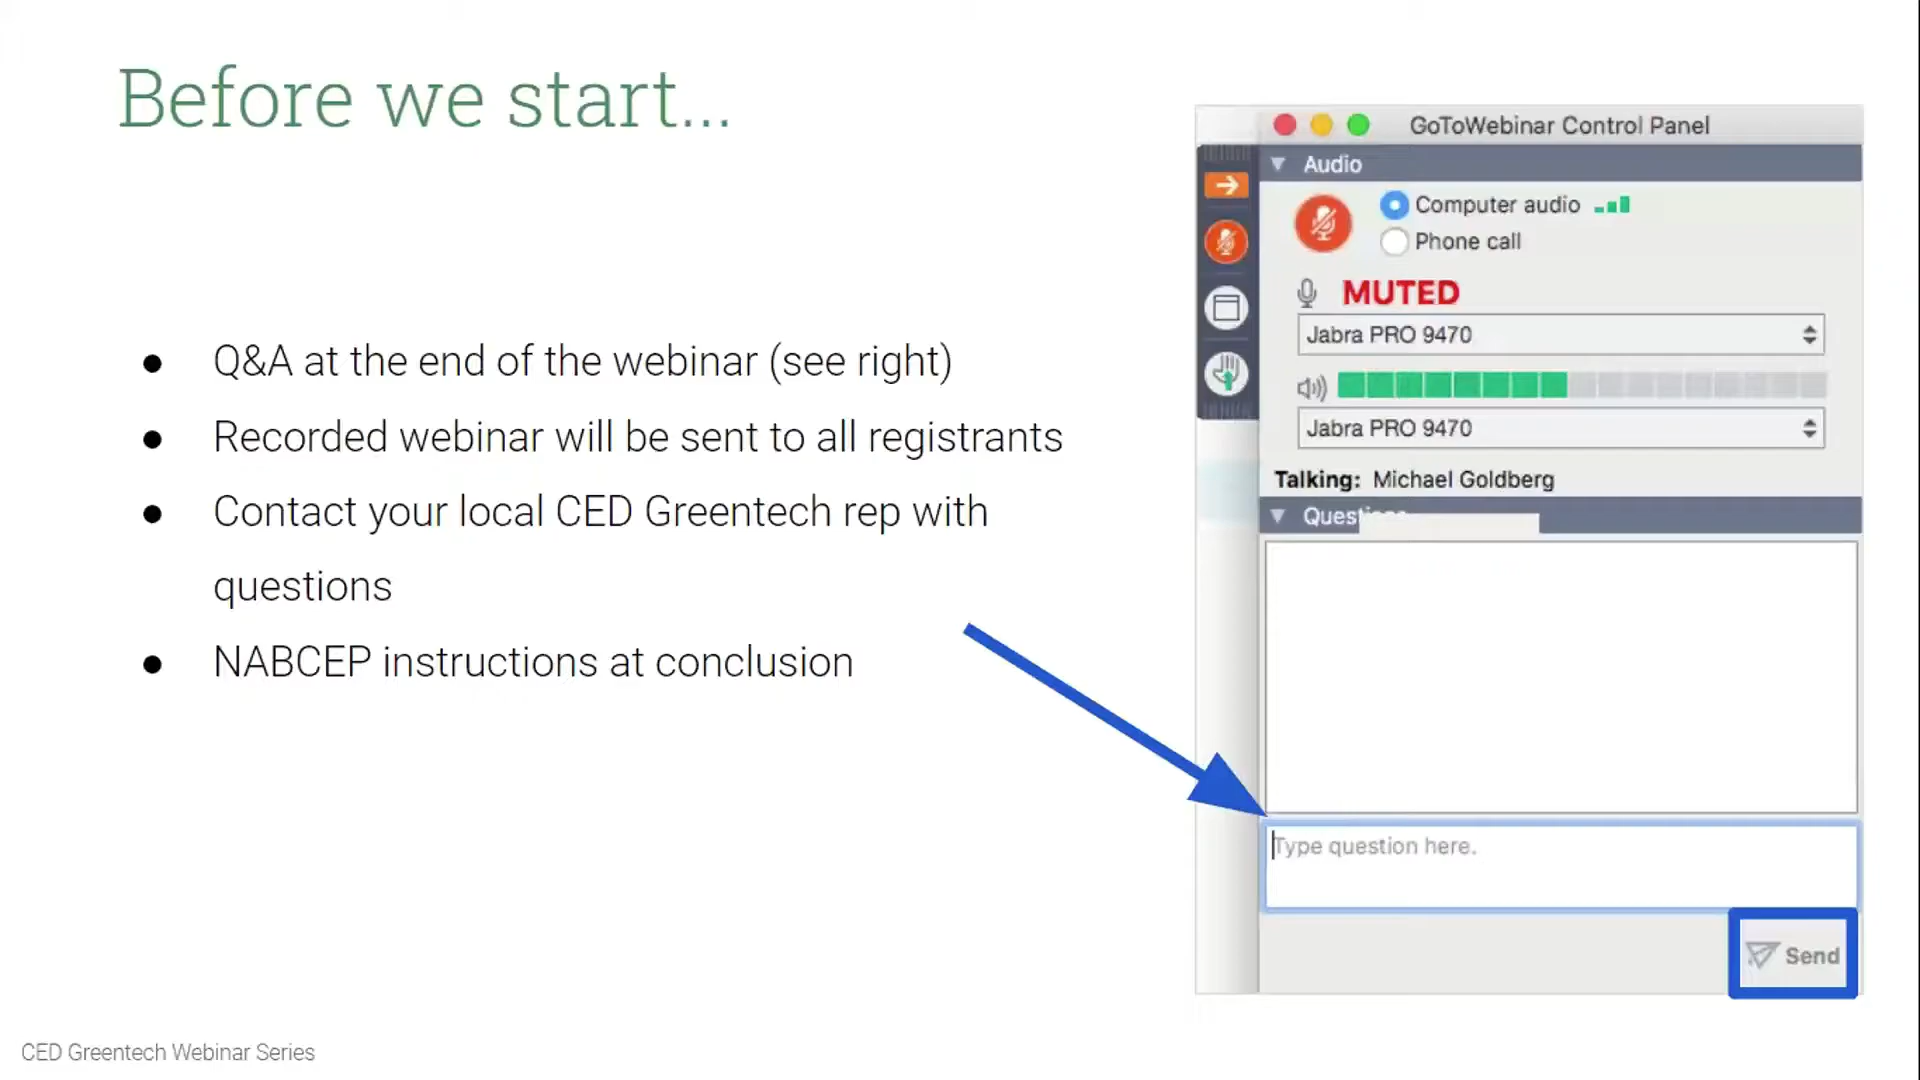 Before we start...
● Q&A at the end of the webinar (see right)
● Recorded webinar will be sent to all registrants
● Contact your local CED Greentech rep with
questions
● NABCEP instructions at conclusion
GoToWebinar Control Panel
Audio
Computer audio
Phone call
MUTED
Jabra PRO 9470
Jabra PRO 9470
Talking: Michael Goldberg
Type question here.
Send
CED Greentech Webinar Series